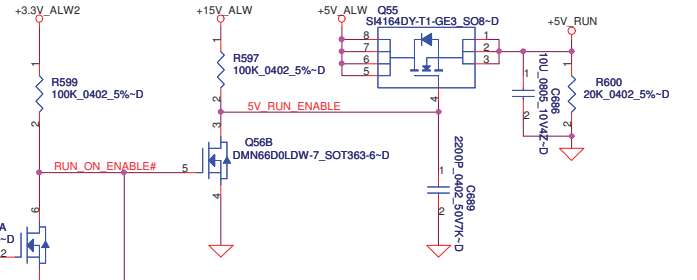 +3.3V_ALW2
+15V_ALW
+5V_ALW
Q55
SI4164DY-T1-GE3_SO8~D
+5V_RUN
8
7
6
5
1
2
3
4
1
R597
100K_0402_5%~D
2
1
R599
100K_0402_5%~D
2
1
10U_0805_10V4Z~D
C686
2
1
R600
20K_0402_5%~D
2
5V_RUN_ENABLE
3
Q56B
DMN66D0LDW-7_SOT363-6~D
5
4
RUN_ON_ENABLE#
1
2200P_0402_50V7K~D
C689
2
6
A
~D
2